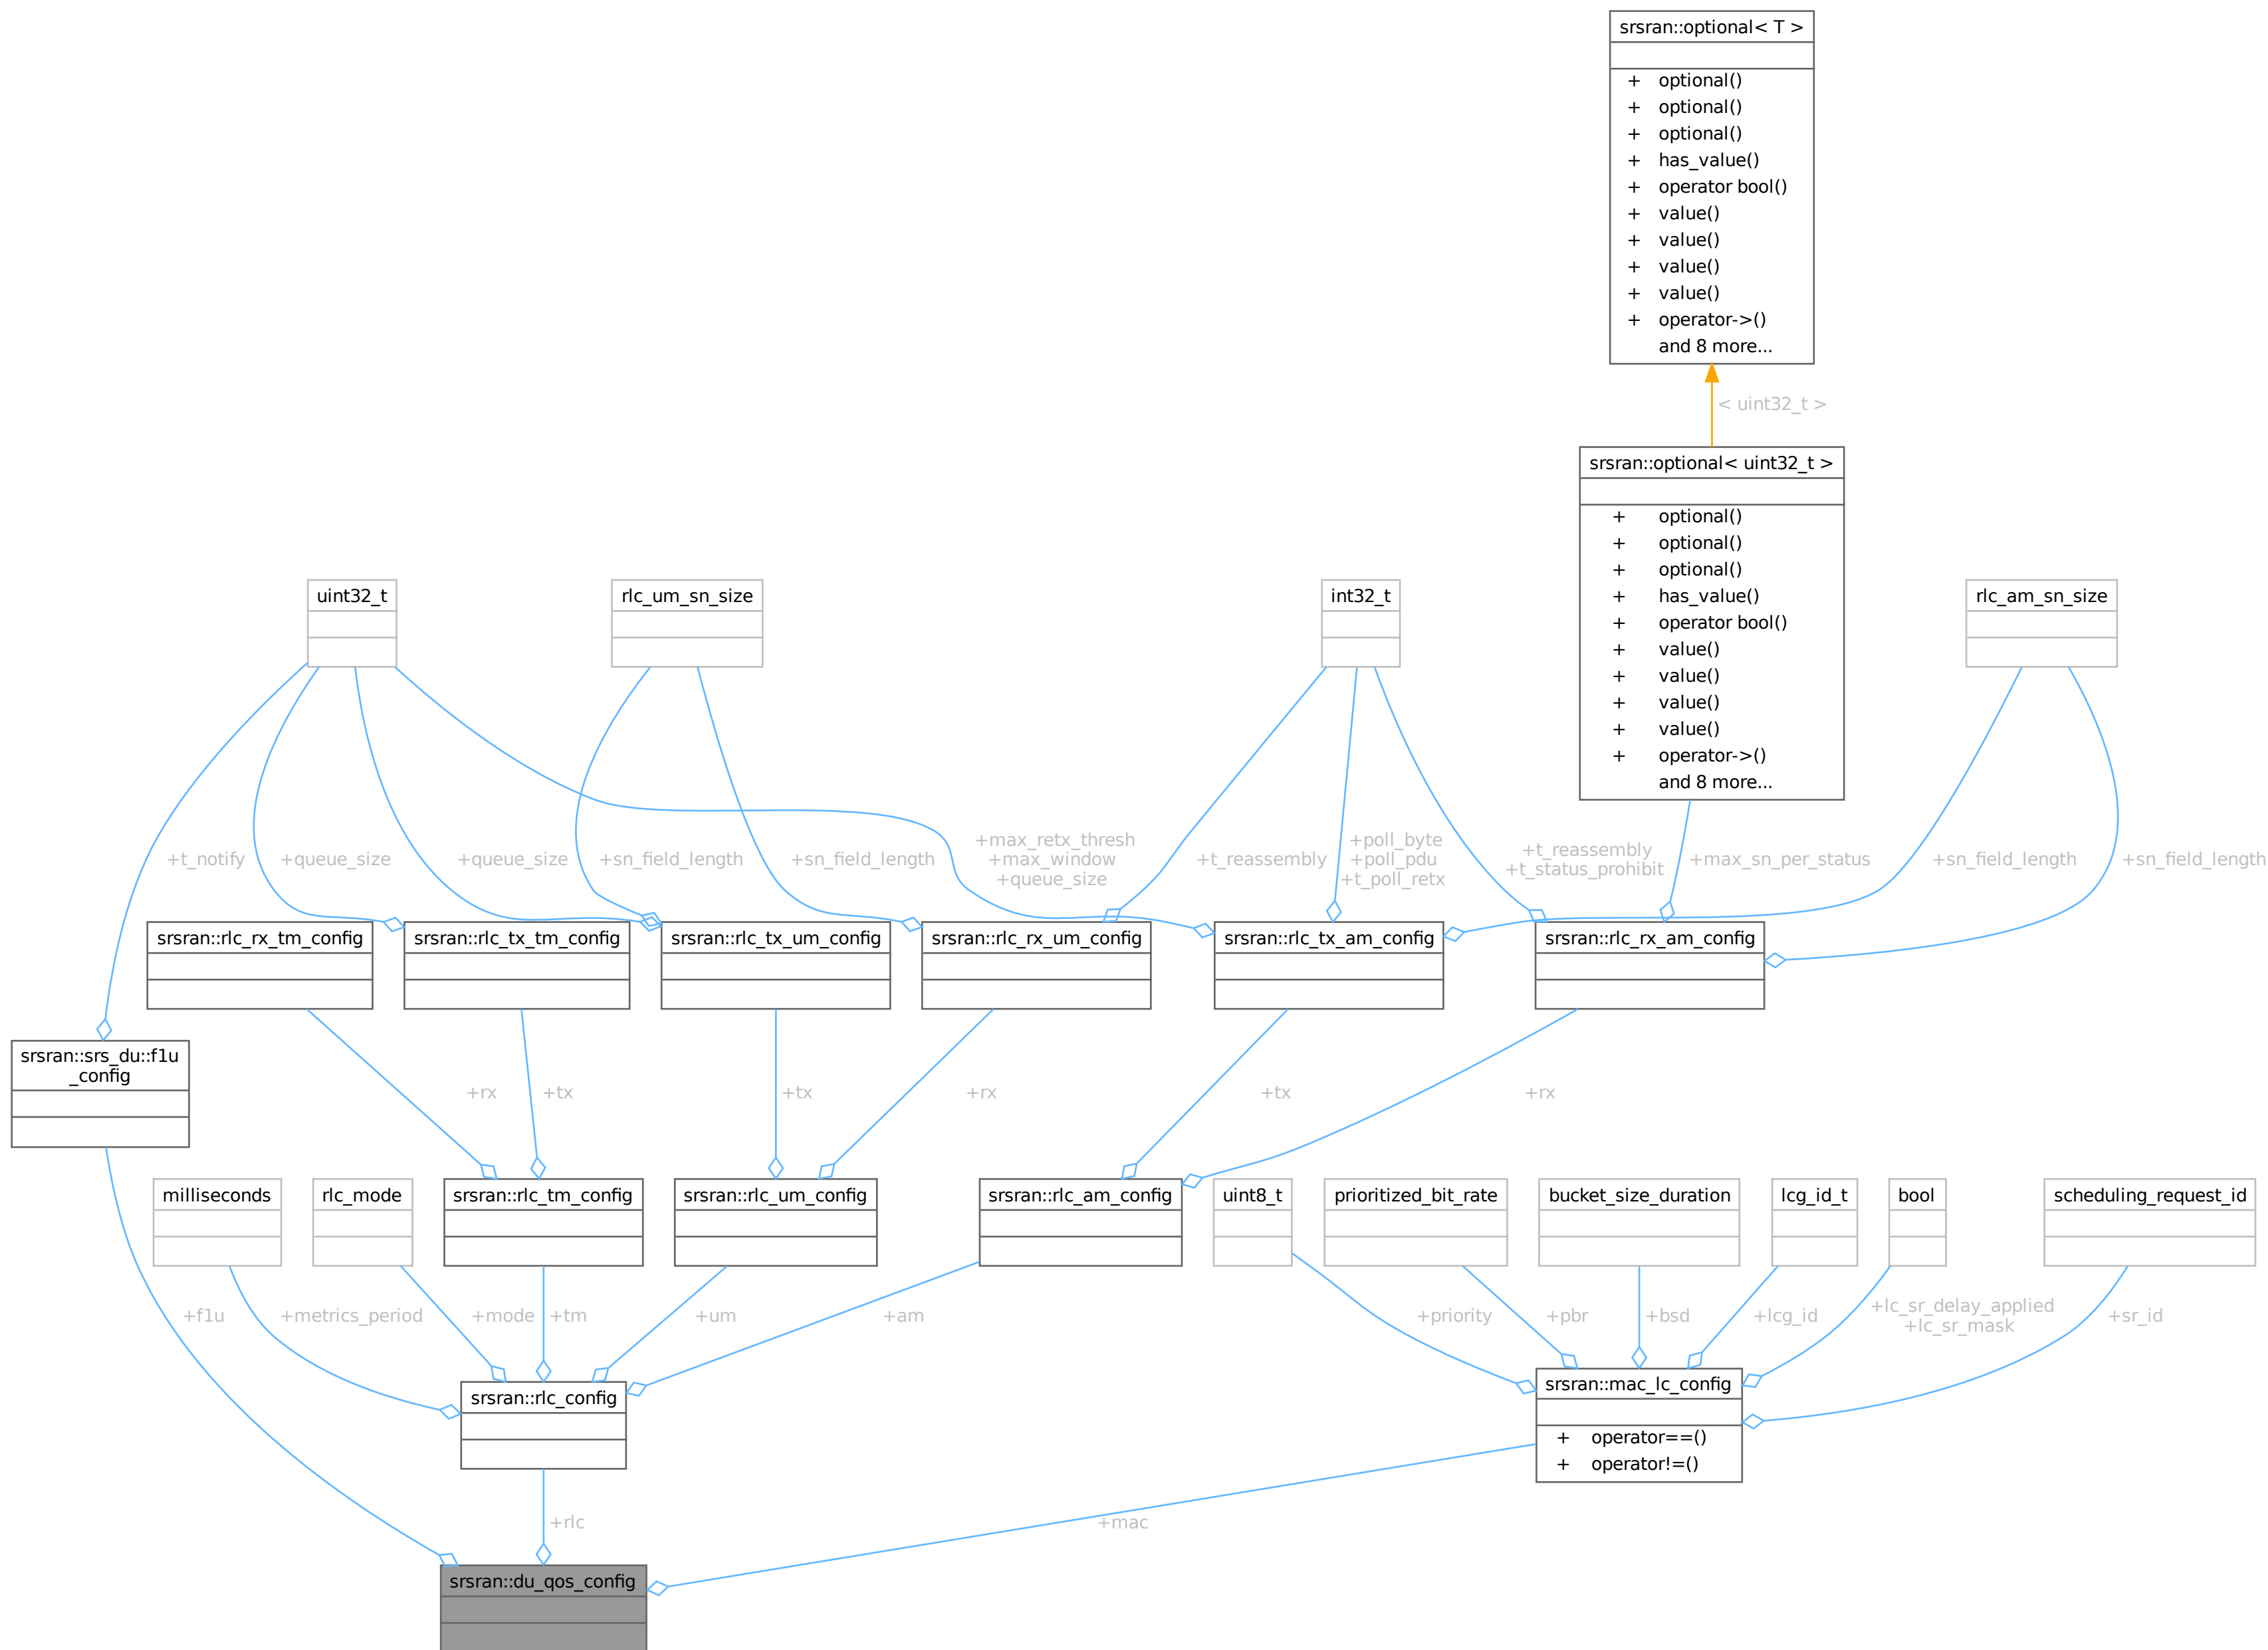 srsran::optional< T >
+ optional()
+ optional()
+ optional()
+ has_value()
+ operator bool()
+ value()
+ value()
+ value()
+ value()
+ operator->()
and 8 more...
< uint32_t >
srsran::optional< uint32_t >
+ optional()
+ optional()
+ optional()
+ has_value()
+ operator bool()
+ value()
+ value()
+ value()
+ value()
+ operator->()
and 8 more...
uint32_t
rlc_um_sn_size
int32_t
rlc_am_sn_size
+t_notify
+queue_size
+queue_size
+sn_field_length
+sn_field_length
+max_retx_thresh
+max_window
+queue_size
+t_reassembly
+poll_byte
+poll_pdu
+t_poll_retx
+t_reassembly
+t_status_prohibit
+max_sn_per_status
+sn_field_length
+sn_field_length
srsran::rlc_rx_tm_config
srsran::rlc_tx_tm_config
srsran::rlc_tx_um_config
srsran::rlc_rx_um_config
srsran::rlc_tx_am_config
srsran::rlc_rx_am_config
srsran::srs_du::f1u
_config
+rx
+tx
+tx
+rx
+tx
+rx
milliseconds
rlc_mode
srsran::rlc_tm_config
srsran::rlc_um_config
srsran::rlc_am_config
uint8_t
prioritized_bit_rate
bucket_size_duration
lcg_id_t
bool
scheduling_request_id
+f1u
+metrics_period
+mode
+tm
+um
+am
+priority
+pbr
+bsd
+lcg_id
+lc_sr_delay_applied
+lc_sr_mask
+sr_id
srsran::rlc_config
srsran::mac_lc_config
+ operator==()
+ operator!=()
+rlc
+mac
srsran::du_qos_config